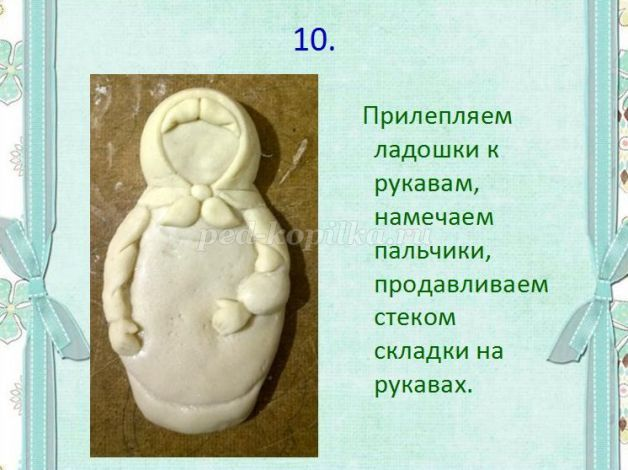 10.
Прилепляем
ладошки к
рукавам,
намечаем
пальчики,
продавливаем
стеком
складки на
рукавах.
ped-kopilka.ru